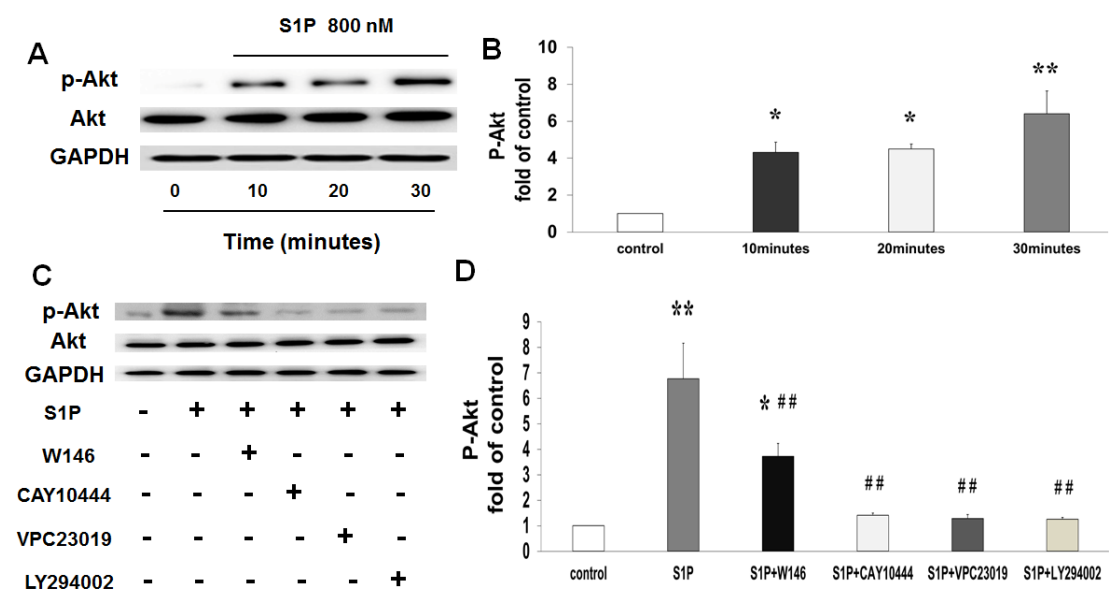 A
S1P 800 nM
p-Akt
Akt
GAPDH
0 10 20 30
Time (minutes)
B
P-Akt
fold of control
10
8
6
4
2
0
* * **
control 10minutes 20minutes 30minutes
C
p-Akt
Akt
GAPDH
S1P - + + + + +
W146 - - + - - -
CAY10444 - - - + - -
VPC23019 - - - - + -
LY294002 - - - - - +
D
P-Akt
fold of control
9
8
7
6
5
4
3
2
1
0
** * ## ## ## ##
control S1P S1P+W146 S1P+CAY10444 S1P+VPC23019 S1P+LY294002